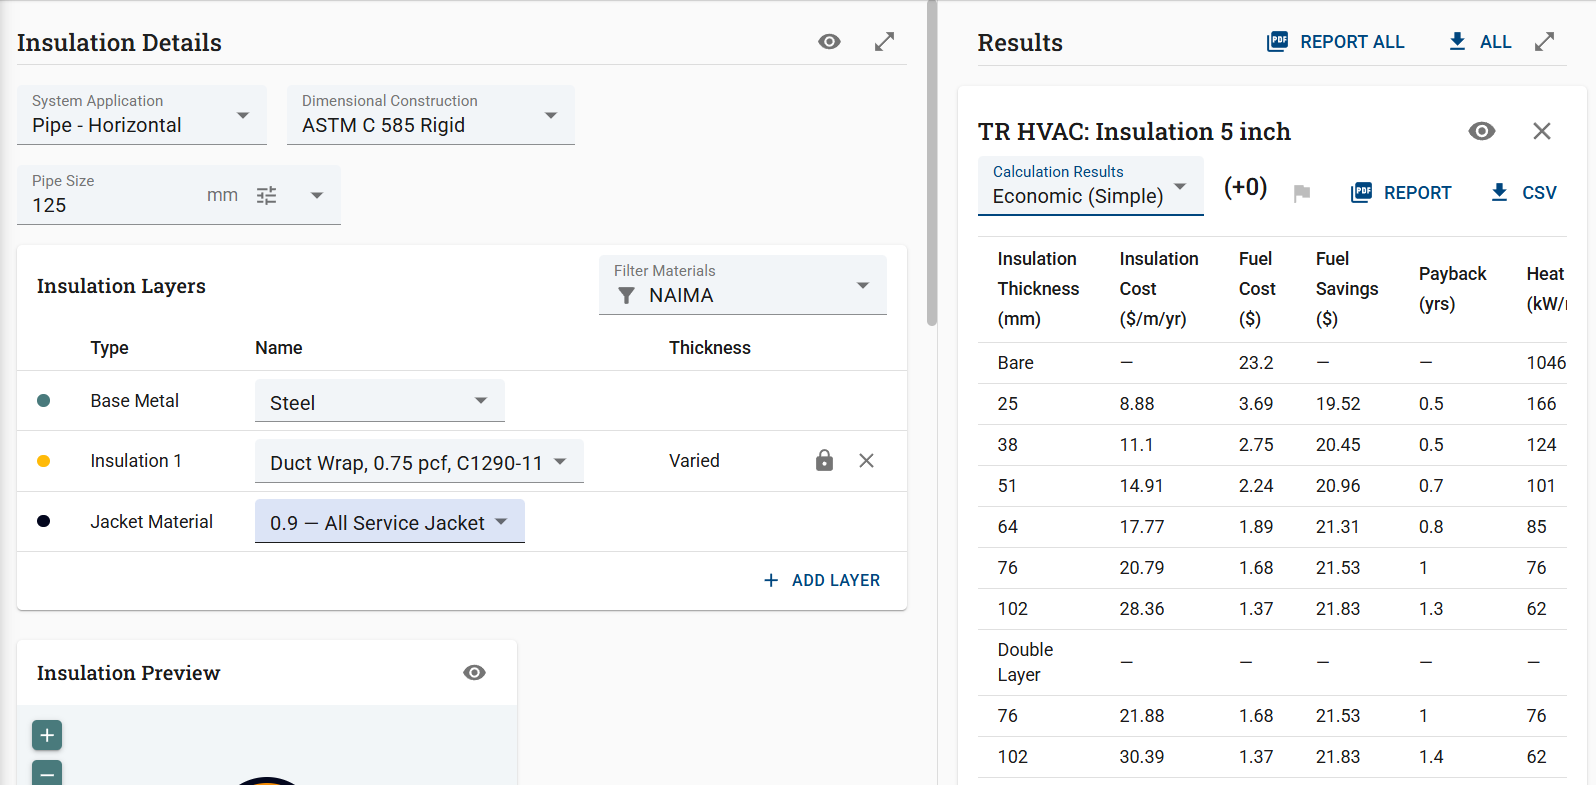 Insulation Details
System Application
Pipe - Horizontal
Dimensional Construction
ASTM C 585 Rigid
Pipe Size
125 mm
Insulation Layers
Filter Materials
NAIMA
Type Name Thickness
Base Metal Steel
Insulation 1 Duct Wrap, 0.75 pcf, C1290-11 Varied
Jacket Material 0.9 — All Service Jacket
+ ADD LAYER
Insulation Preview
+
−
Results
PDF REPORT ALL
ALL
TR HVAC: Insulation 5 inch
Calculation Results
Economic (Simple)
(+0)
PDF REPORT
CSV
Insulation Thickness (mm) Insulation Cost ($/m/yr) Fuel Cost ($) Fuel Savings ($) Payback (yrs) Heat (kW/
Bare — 23.2 — — 1046
25 8.88 3.69 19.52 0.5 166
38 11.1 2.75 20.45 0.5 124
51 14.91 2.24 20.96 0.7 101
64 17.77 1.89 21.31 0.8 85
76 20.79 1.68 21.53 1 76
102 28.36 1.37 21.83 1.3 62
Double Layer — — — — —
76 21.88 1.68 21.53 1 76
102 30.39 1.37 21.83 1.4 62